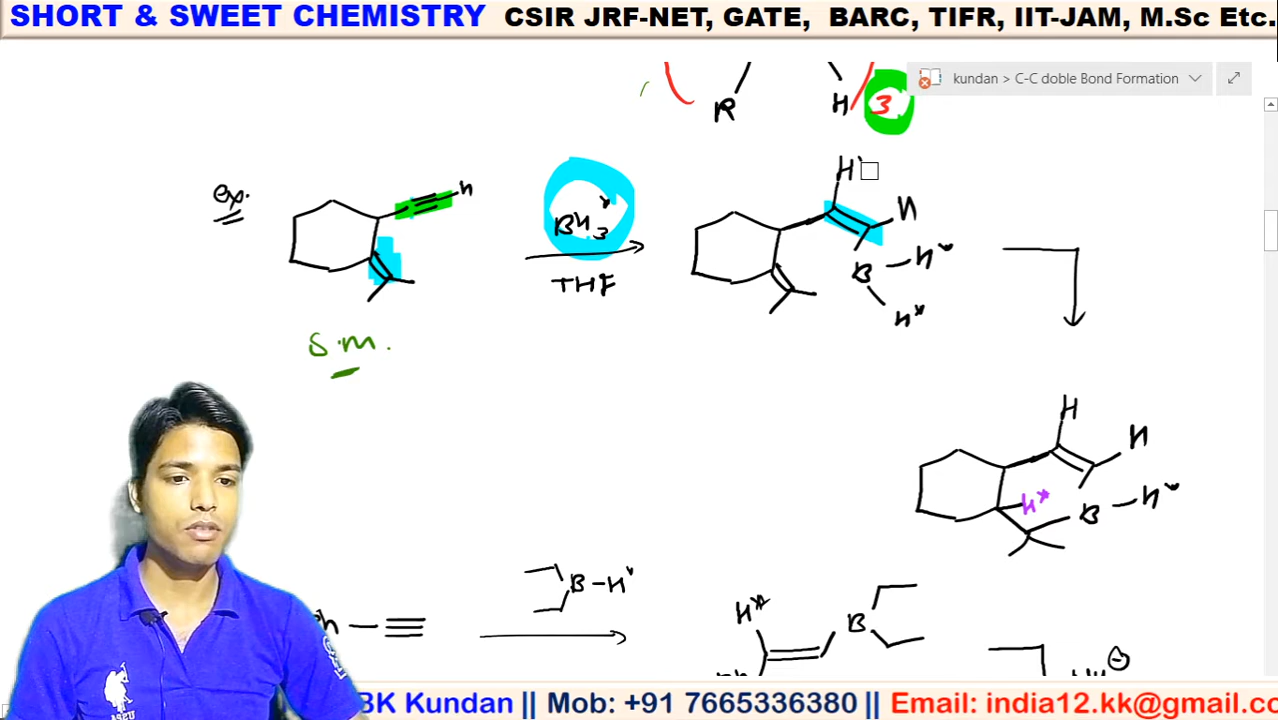 SHORT & SWEET CHEMISTRY CSIR JRF-NET, GATE, BARC, TIFR, IIT-JAM, M.Sc Etc.
kundan > C-C doble Bond Formation
R
H
3
ex.
H
BH3*
THF
H*
H
B
H*
H*
S.M.
H
H
H*
B
H*
B-H*
H*
B
Ph
BK Kundan || Mob: +91 7665336380 || Email: india12.kk@gmail.co